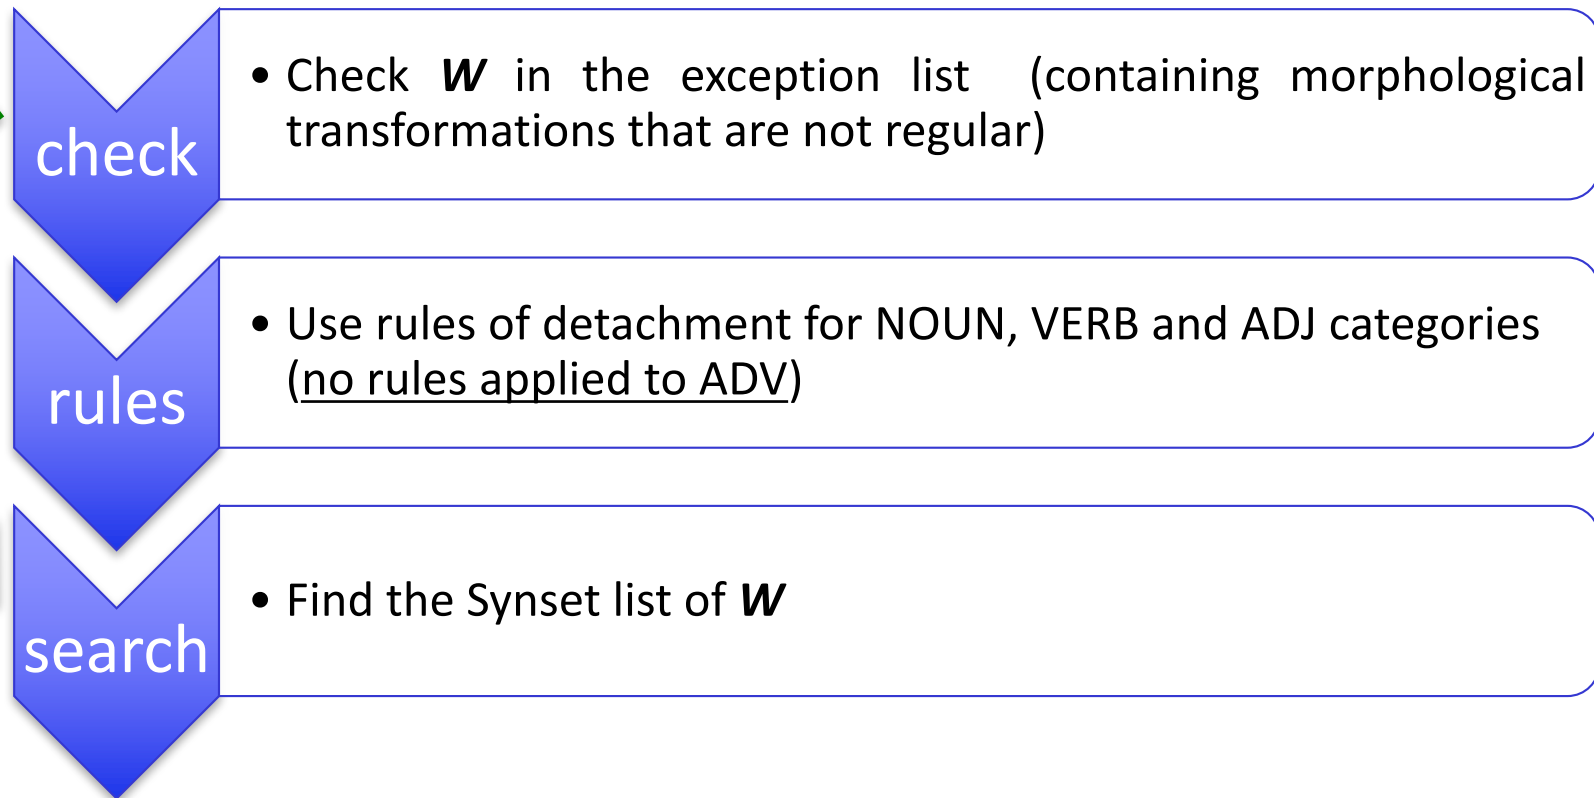 check
• Check W in the exception list (containing morphological
transformations that are not regular)
rules
• Use rules of detachment for NOUN, VERB and ADJ categories
(no rules applied to ADV)
search
• Find the Synset list of W